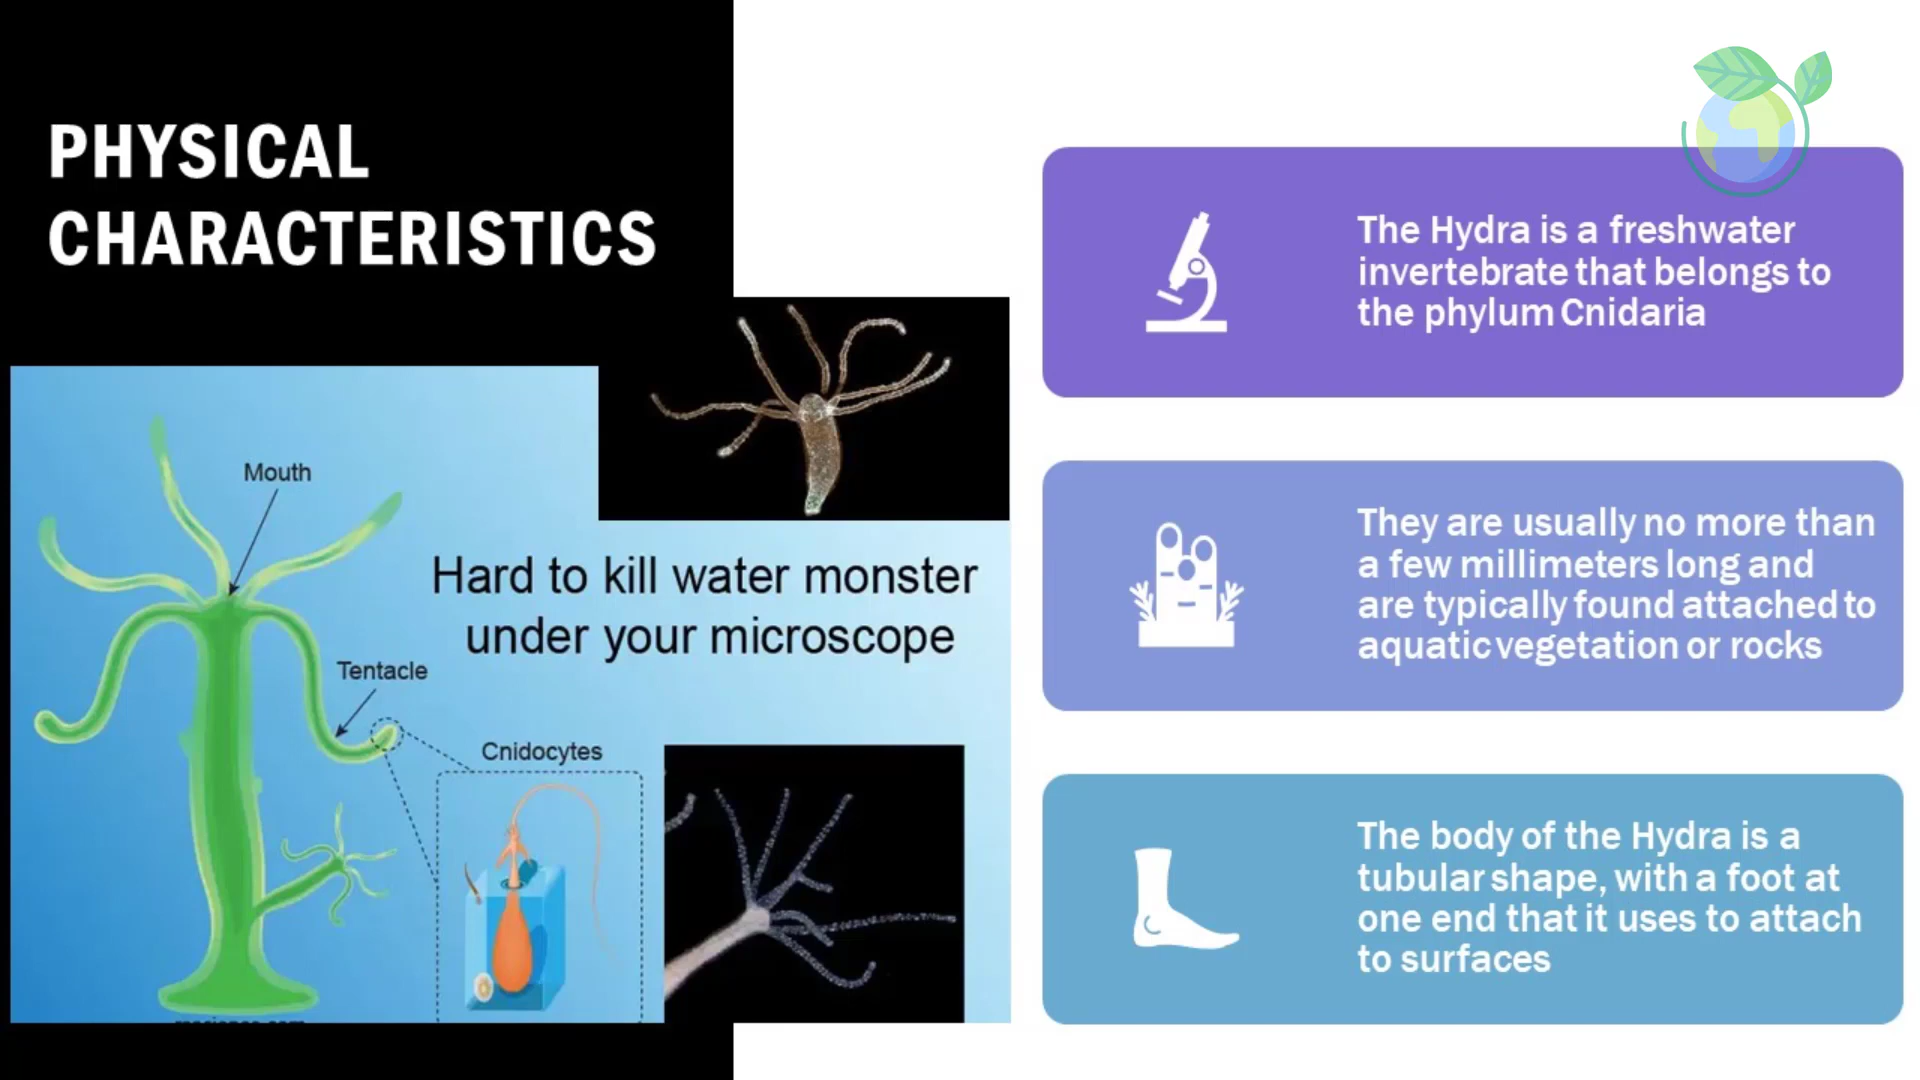 PHYSICAL
CHARACTERISTICS
Mouth
Hard to kill water monster
under your microscope
Tentacle
Cnidocytes
The Hydra is a freshwater
invertebrate that belongs to
the phylum Cnidaria
They are usually no more than
a few millimeters long and
are typically found attached to
aquatic vegetation or rocks
The body of the Hydra is a
tubular shape, with a foot at
one end that it uses to attach
to surfaces